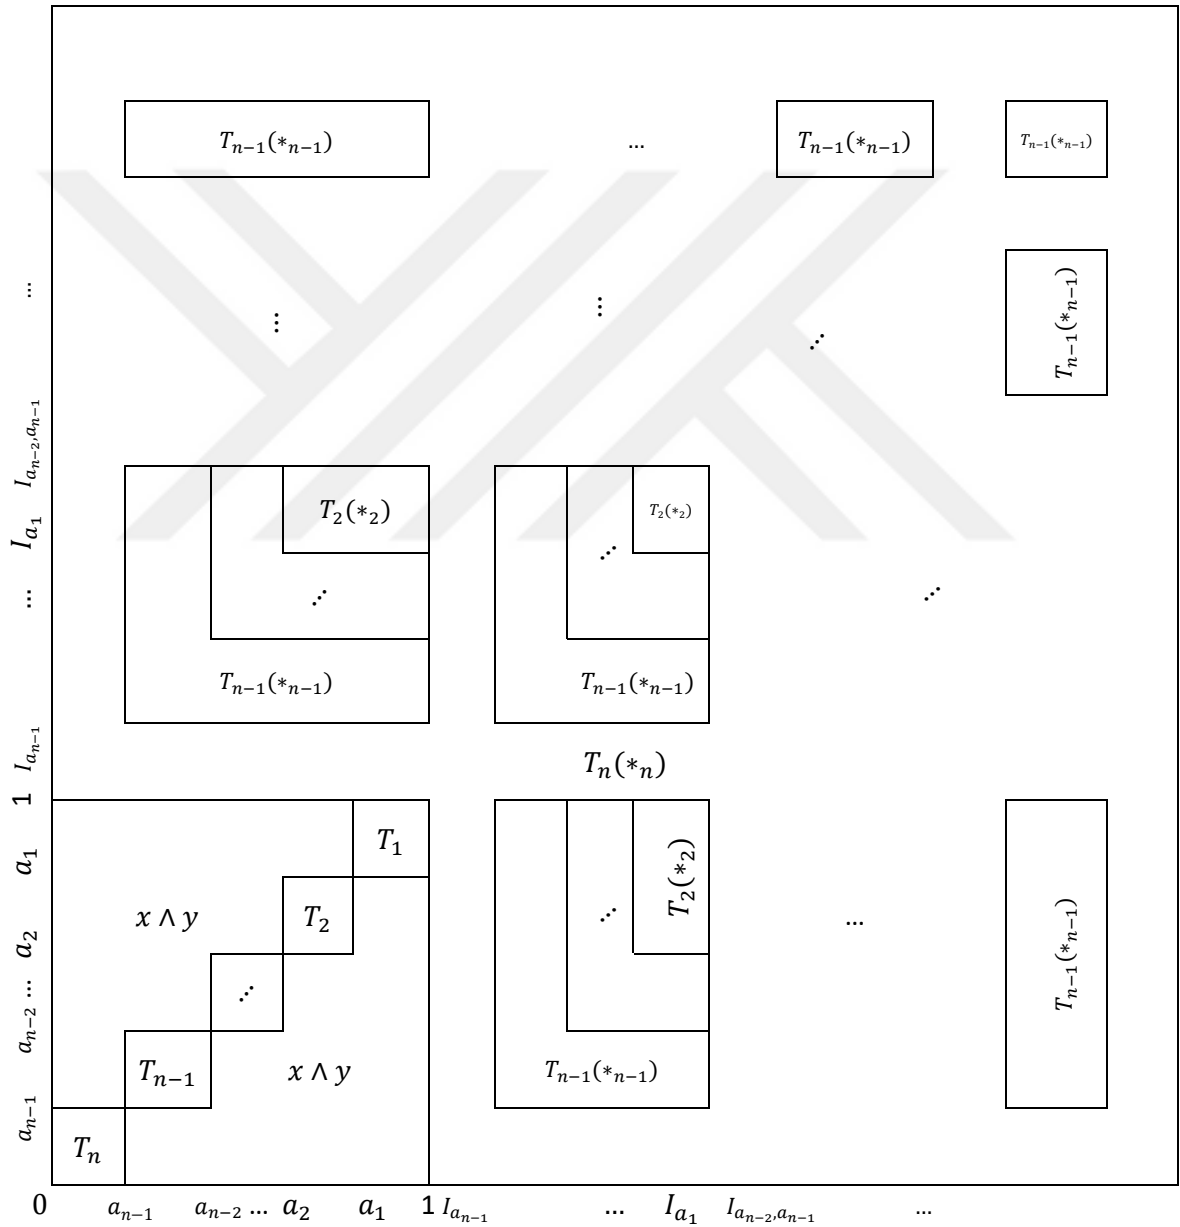 T_{n-1}(*_{n-1}) ... T_{n-1}(*_{n-1}) T_{n-1}(*_{n-1})
...
⋮ ⋮ ⋰ T_{n-1}(*_{n-1})
I_{a_{n-2},a_{n-1}}
T_2(*_2) T_2(*_2)
I_{a_1}
⋰
... ⋰ ⋰
T_{n-1}(*_{n-1}) T_{n-1}(*_{n-1})
I_{a_{n-1}}
T_n(*_n)
1
a_1 T_1 T_2(*_2)
x ∧ y T_2 ⋰ ...
a_2
... ⋰ T_{n-1}(*_{n-1})
a_{n-2}
T_{n-1} x ∧ y T_{n-1}(*_{n-1})
a_{n-1}
T_n
0 a_{n-1} a_{n-2} ... a_2 a_1 1 I_{a_{n-1}} ... I_{a_1} I_{a_{n-2},a_{n-1}} ...